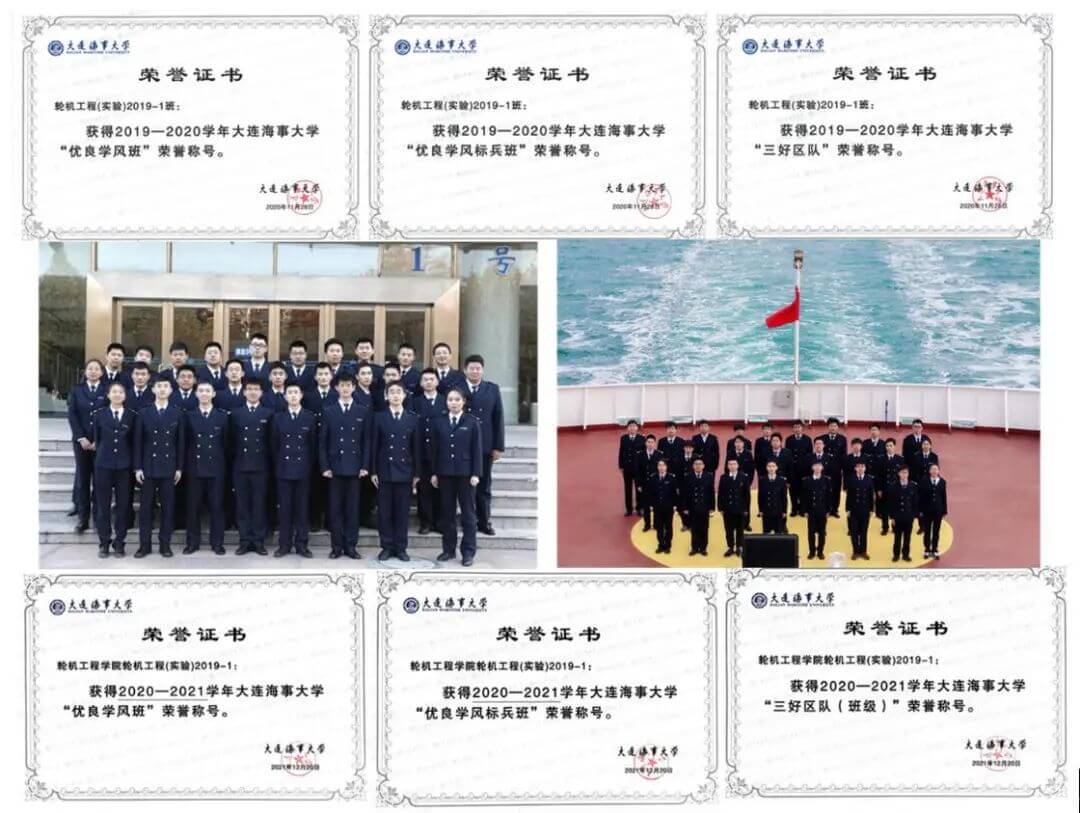 大连海事大学
DALIAN MARITIME UNIVERSITY
荣誉证书
轮机工程(实验)2019-1班：
获得2019—2020学年大连海事大学
“优良学风班”荣誉称号。
大连海事大学
2020年11月28日
大连海事大学
DALIAN MARITIME UNIVERSITY
荣誉证书
轮机工程(实验)2019-1班：
获得2019—2020学年大连海事大学
“优良学风标兵班”荣誉称号。
大连海事大学
2020年11月28日
大连海事大学
DALIAN MARITIME UNIVERSITY
荣誉证书
轮机工程(实验)2019-1班：
获得2019—2020学年大连海事大学
“三好区队”荣誉称号。
大连海事大学
2020年11月28日
1号
大连海事大学
DALIAN MARITIME UNIVERSITY
荣誉证书
轮机工程学院轮机工程(实验)2019-1：
获得2020—2021学年大连海事大学
“优良学风班”荣誉称号。
大连海事大学
2021年12月20日
大连海事大学
DALIAN MARITIME UNIVERSITY
荣誉证书
轮机工程学院轮机工程(实验)2019-1：
获得2020—2021学年大连海事大学
“优良学风标兵班”荣誉称号。
大连海事大学
2021年12月20日
大连海事大学
DALIAN MARITIME UNIVERSITY
荣誉证书
轮机工程学院轮机工程(实验)2019-1：
获得2020—2021学年大连海事大学
“三好区队（班级）”荣誉称号。
大连海事大学
2021年12月20日